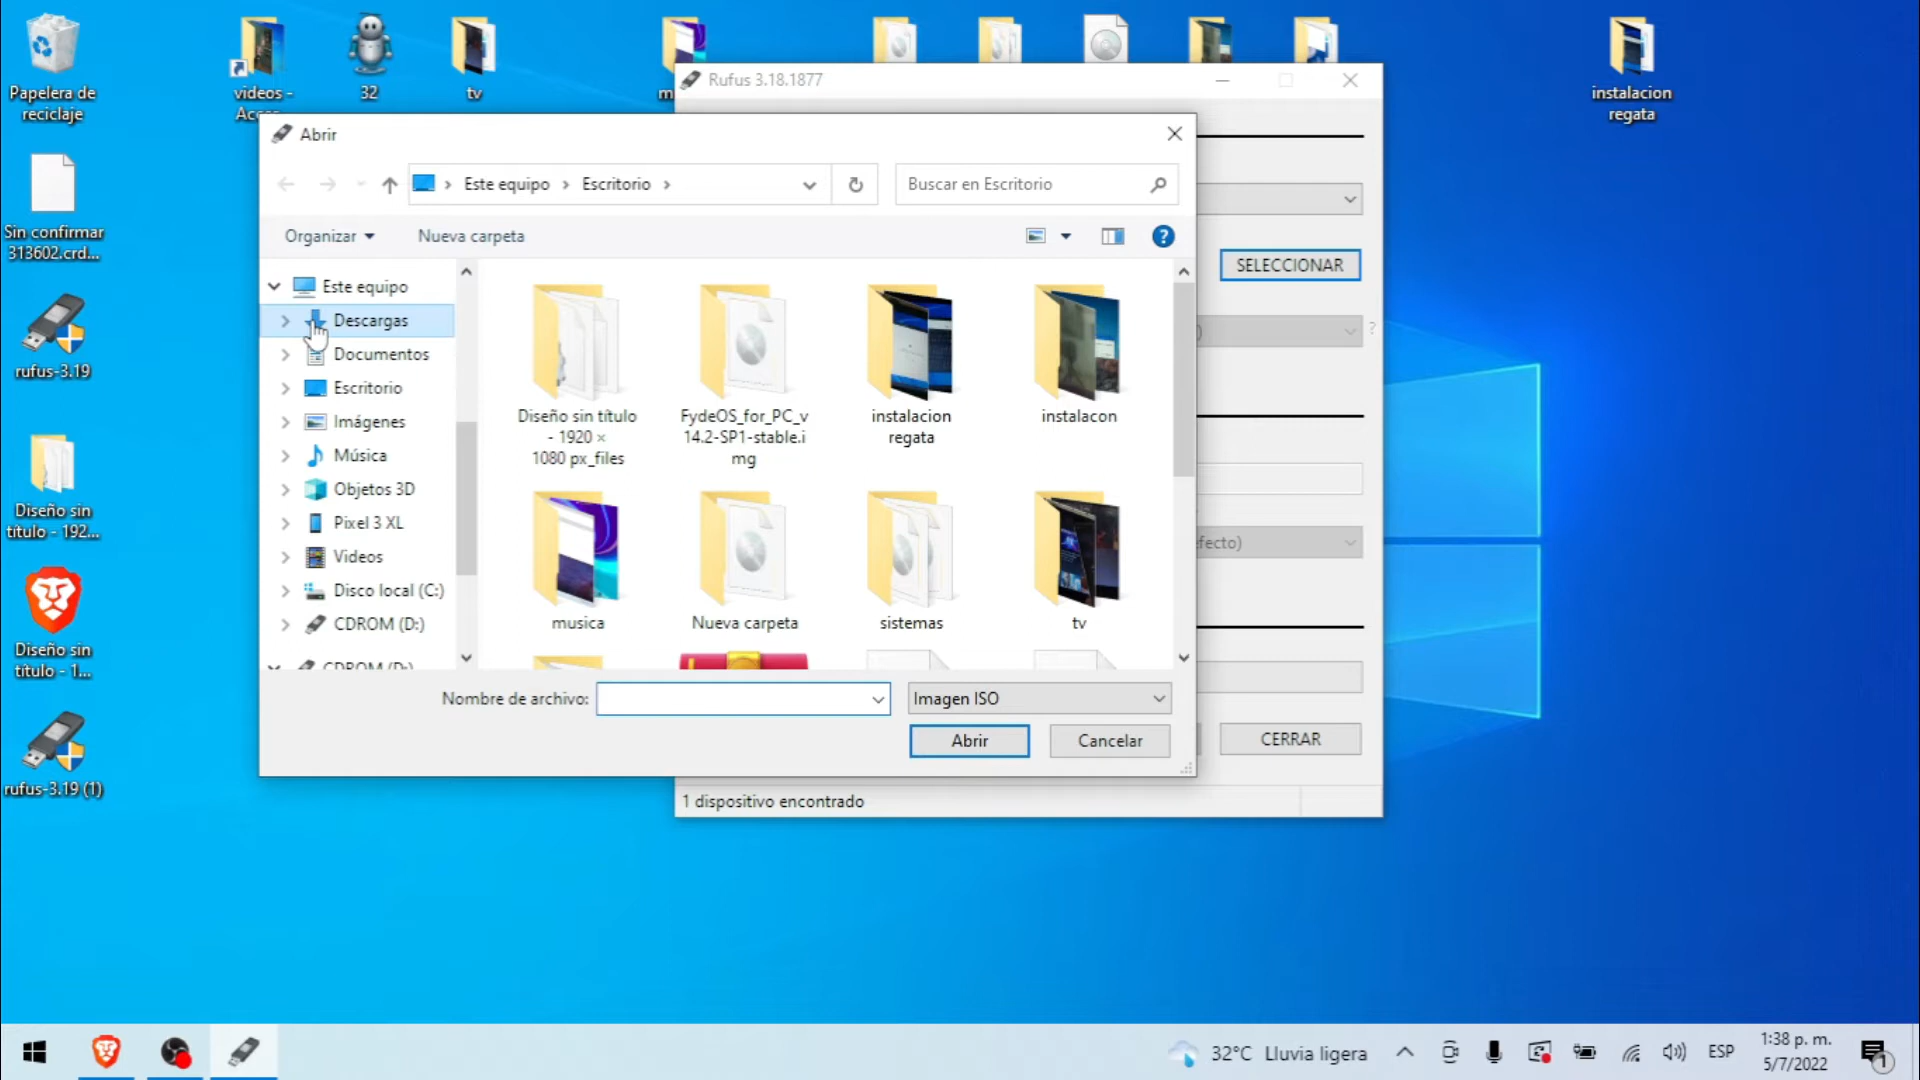 Papelera de
reciclaje
videos -
32
tv
instalacion
regata
Sin confirmar
313602.crd...
rufus-3.19
Diseño sin
título - 192...
Diseño sin
título - 1...
rufus-3.19 (1)
Rufus 3.18.1877
SELECCIONAR
?
CERRAR
1 dispositivo encontrado
Abrir
Este equipo
Escritorio
Buscar en Escritorio
Organizar
Nueva carpeta
?
Este equipo
Descargas
Documentos
Escritorio
Imágenes
Música
Objetos 3D
Pixel 3 XL
Videos
Disco local (C:)
CDROM (D:)
CDROM (D:)
Diseño sin título
- 1920 ×
1080 px_files
FydeOS_for_PC_v
14.2-SP1-stable.i
mg
instalacion
regata
instalacon
musica
Nueva carpeta
sistemas
tv
Nombre de archivo:
Imagen ISO
Abrir
Cancelar
32°C Lluvia ligera
ESP
1:38 p. m.
5/7/2022
1